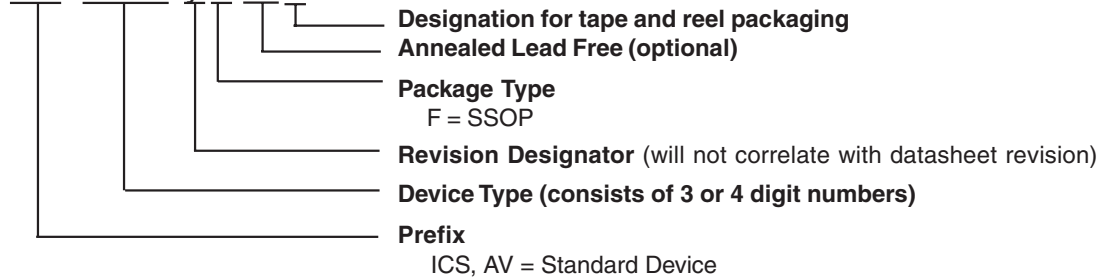 Designation for tape and reel packaging
Annealed Lead Free (optional)
Package Type
F = SSOP
Revision Designator (will not correlate with datasheet revision)
Device Type (consists of 3 or 4 digit numbers)
Prefix
ICS, AV = Standard Device